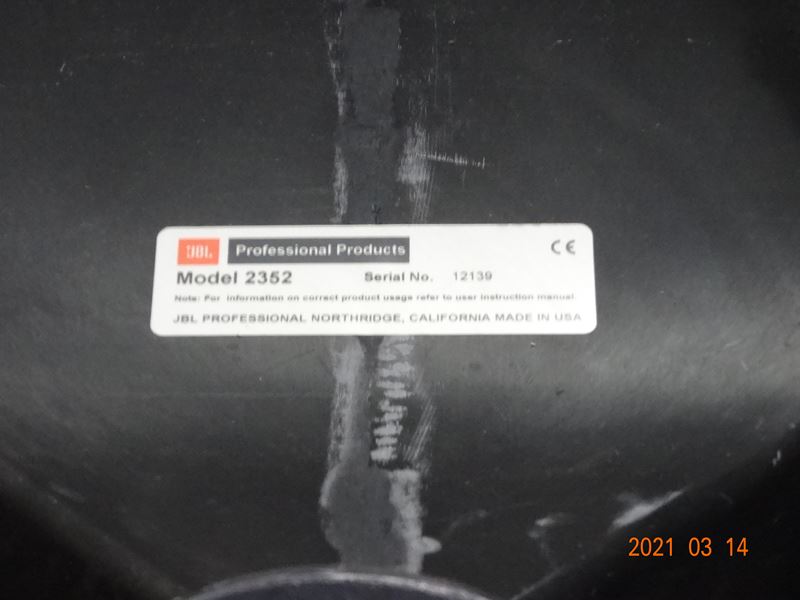 JBL Professional Products CE
Model 2352 Serial No. 12139
Note: For information on correct product usage refer to user instruction manual.
JBL PROFESSIONAL NORTHRIDGE, CALIFORNIA MADE IN USA
2021 03 14